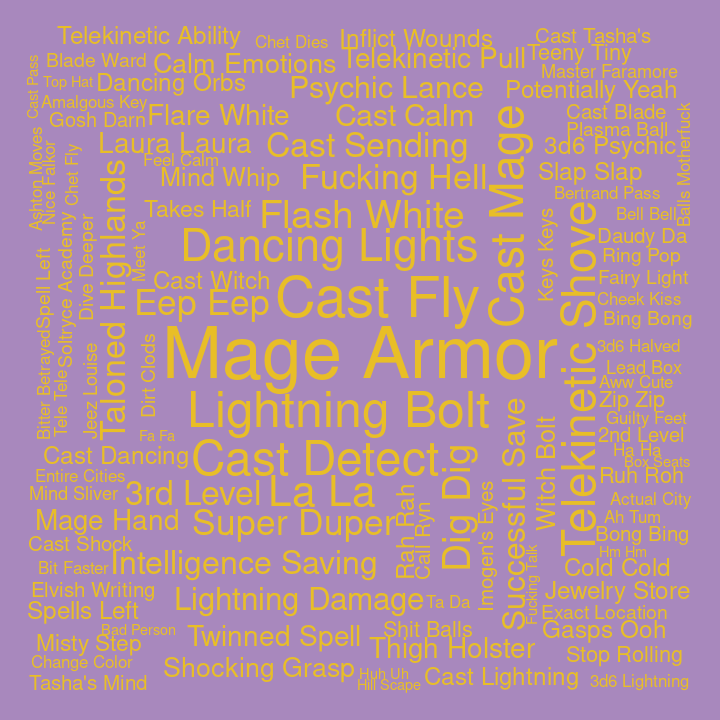 Telekinetic Ability
Chet Dies
Inflict Wounds
Cast Tasha's
Blade Ward
Calm Emotions
Telekinetic Pull
Teeny Tiny
Cast Pass
Top Hat
Dancing Orbs
Psychic Lance
Master Faramore
Potentially Yeah
Amalgous Key
Gosh Darn
Flare White
Cast Calm
Cast Mage
Cast Blade
Plasma Ball
Balls Motherfuck
Ashton Moves
Nice Falkor
Chet Fly
Laura Laura
Feel Calm
Cast Sending
3d6 Psychic
Mind Whip
Fucking Hell
Slap Slap
Bertrand Pass
Taloned Highlands
Takes Half
Flash White
Keys Keys
Telekinetic Shove
Bell Bell
Soltryce Academy
Dive Deeper
Meet Ya
Dancing Lights
Daudy Da
Ring Pop
Spell Left
Cast Witch
Fairy Light
Eep Eep
Cast Fly
Cheek Kiss
Bing Bong
Bitter Betrayed
Tele Tele
Jeez Louise
Dirt Clods
Mage Armor
3d6 Halved
Lead Box
Aww Cute
Lightning Bolt
Zip Zip
Guilty Feet
Fa Fa
Successful Save
Witch Bolt
2nd Level
Cast Dancing
Cast Detect
Dig Dig
Ha Ha
Box Seats
Entire Cities
Ruh Roh
Mind Sliver
3rd Level
La La
Rah Rah
Call Ryn
Imogen's Eyes
Actual City
Mage Hand
Super Duper
Ah Tum
Bong Bing
Cast Shock
Fucking Talk
Hm Hm
Bit Faster
Intelligence Saving
Cold Cold
Elvish Writing
Lightning Damage
Ta Da
Jewelry Store
Spells Left
Exact Location
Rad Person
Misty Step
Twinned Spell
Shit Balls
Gasps Ooh
Thigh Holster
Stop Rolling
Change Color
Shocking Grasp
Huh Uh
Cast Lightning
Tasha's Mind
Hill Scape
3d6 Lightning